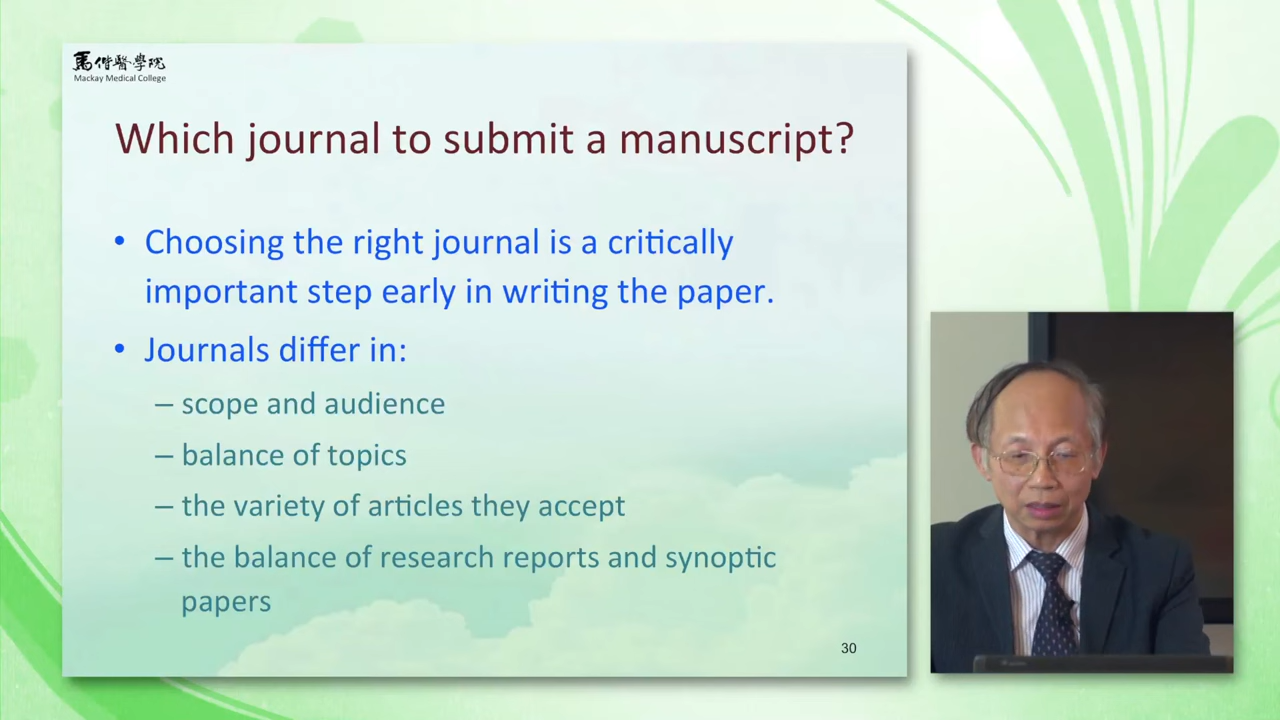 馬偕醫學院
Mackay Medical College
Which journal to submit a manuscript?
• Choosing the right journal is a critically
important step early in writing the paper.
• Journals differ in:
– scope and audience
– balance of topics
– the variety of articles they accept
– the balance of research reports and synoptic
papers
30